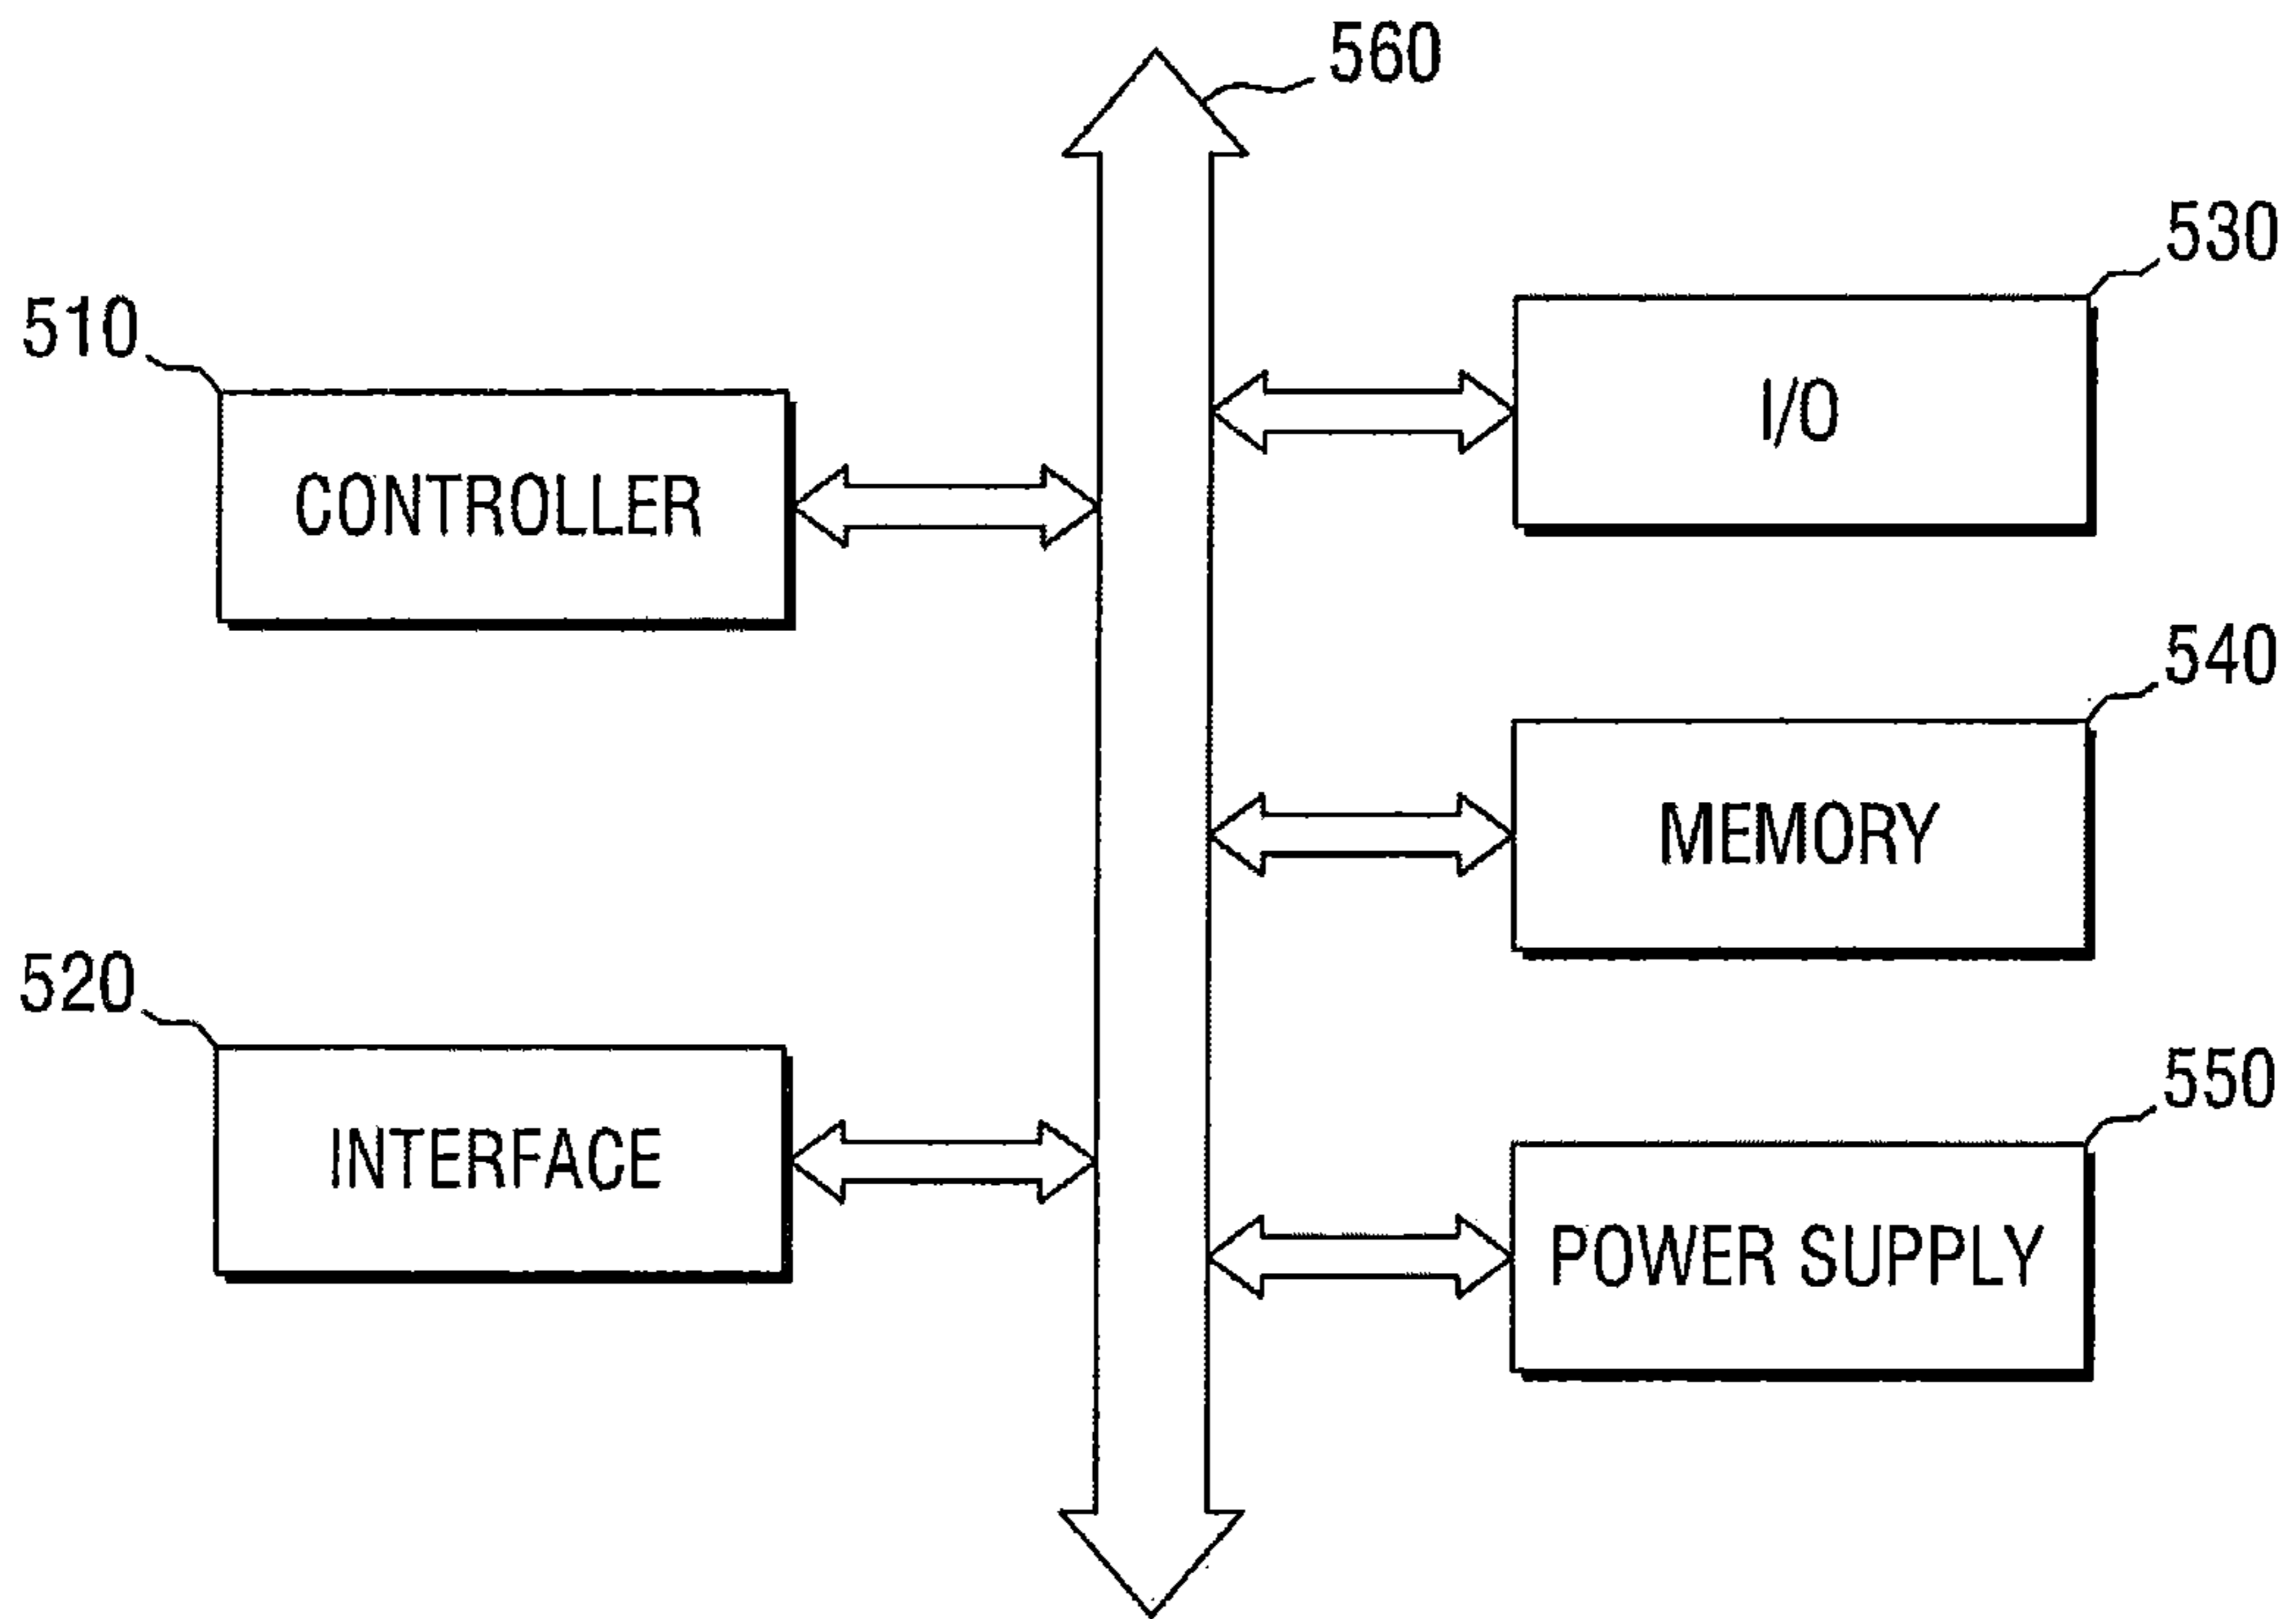 560
530
510
I/O
CONTROLLER
540
MEMORY
520
550
INTERFACE
POWER SUPPLY